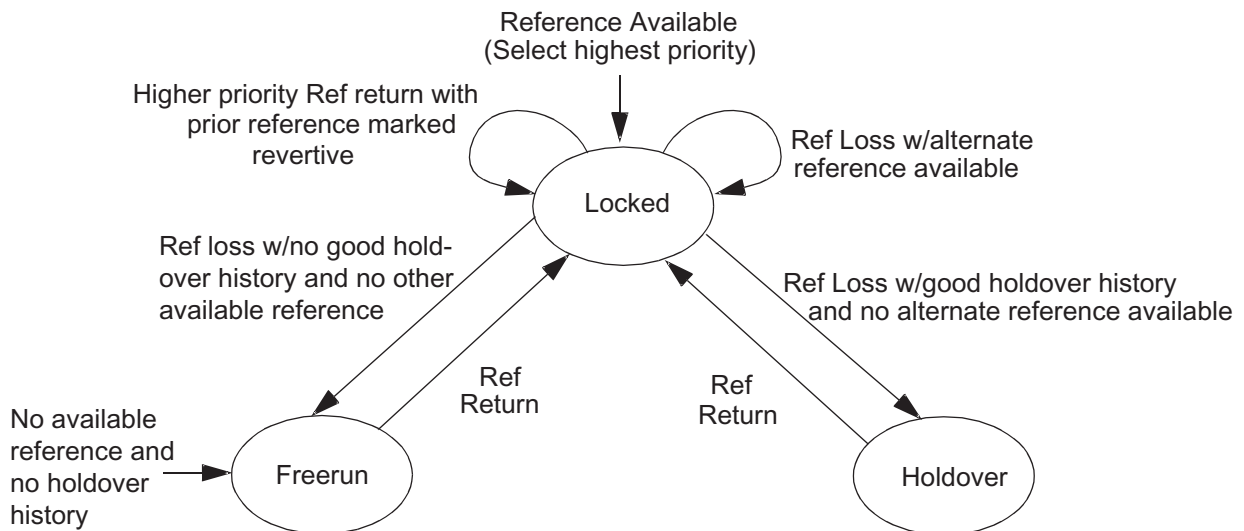 Reference Available
(Select highest priority)
Higher priority Ref return with
prior reference marked
revertive
Ref Loss w/alternate
reference available
Locked
Ref loss w/no good hold-
over history and no other
available reference
Ref Loss w/good holdover history
and no alternate reference available
Ref
Return
Ref
Return
No available
reference and
no holdover
history
Freerun
Holdover